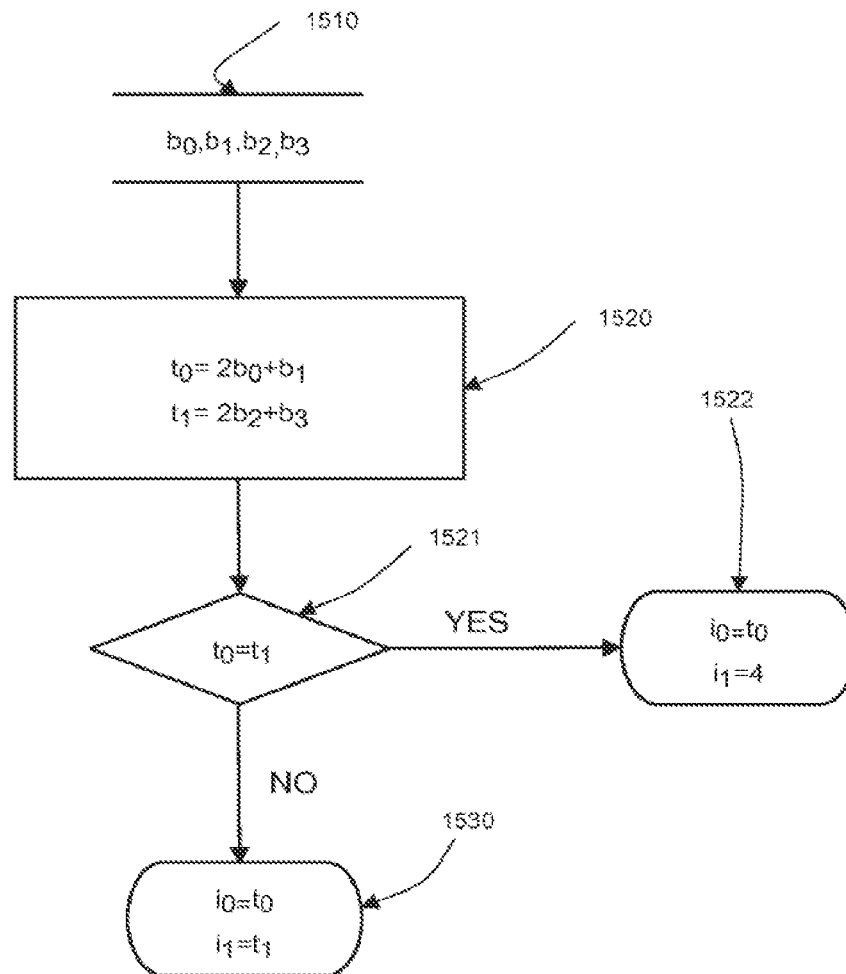 1510
b₀,b₁,b₂,b₃
1520
t₀= 2b₀+b₁
t₁= 2b₂+b₃
1522
1521
YES
t₀=t₁
i₀=t₀
i₁=4
NO
1530
i₀=t₀
i₁=t₁